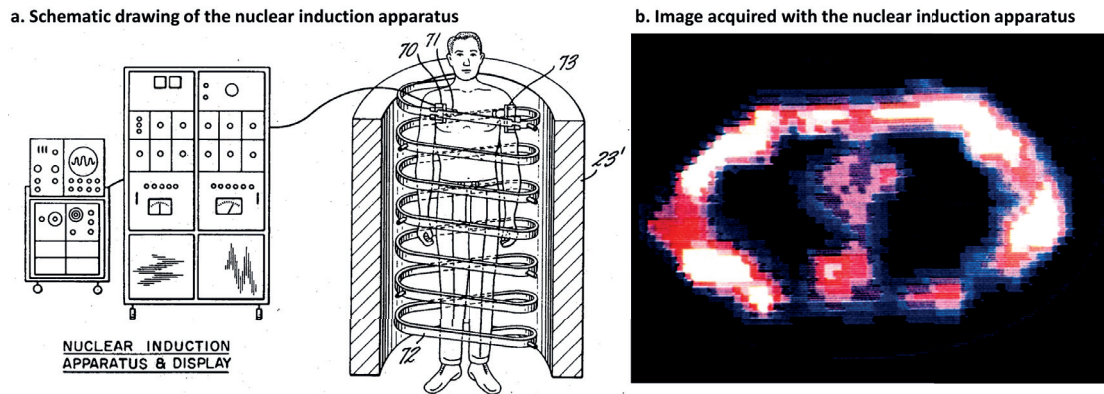 a. Schematic drawing of the nuclear induction apparatus
b. Image acquired with the nuclear induction apparatus
70
71
73
23'
72
NUCLEAR INDUCTION
APPARATUS & DISPLAY